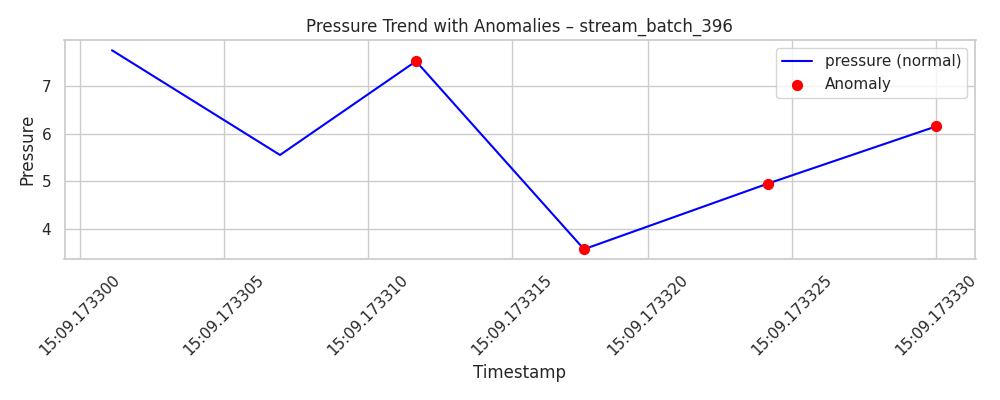 Pressure Trend with Anomalies – stream_batch_396
pressure (normal)
Anomaly
Pressure
7
6
5
4
15:09.173300
15:09.173305
15:09.173310
15:09.173315
15:09.173320
15:09.173325
15:09.173330
Timestamp